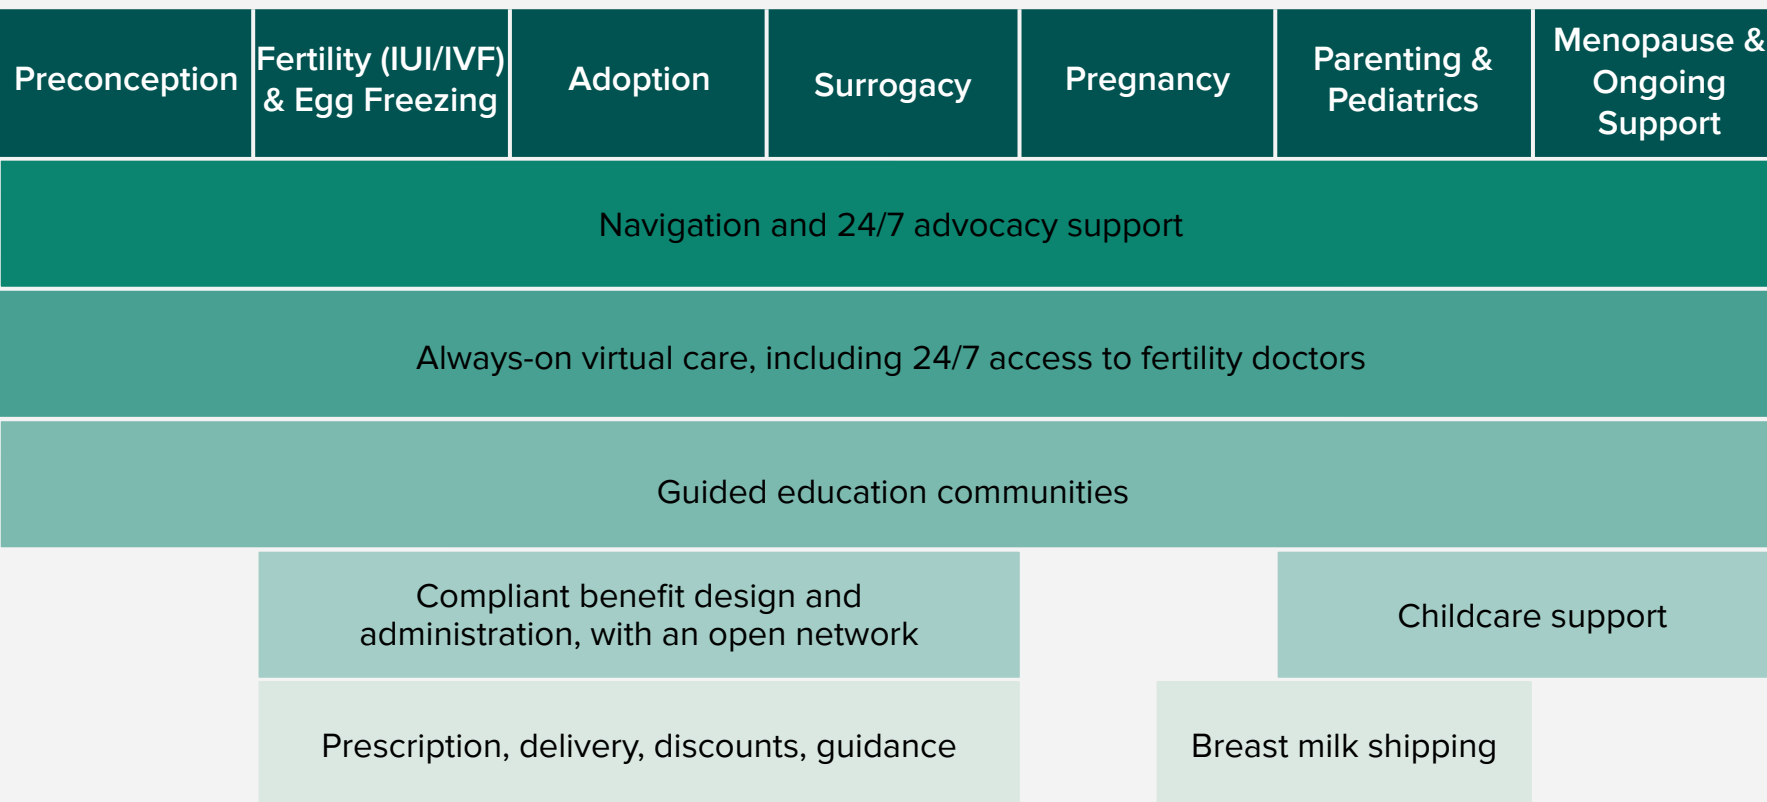 Preconception
Fertility (IUI/IVF)
& Egg Freezing
Adoption
Surrogacy
Pregnancy
Parenting &
Pediatrics
Menopause &
Ongoing
Support
Navigation and 24/7 advocacy support
Always-on virtual care, including 24/7 access to fertility doctors
Guided education communities
Compliant benefit design and
administration, with an open network
Childcare support
Prescription, delivery, discounts, guidance
Breast milk shipping